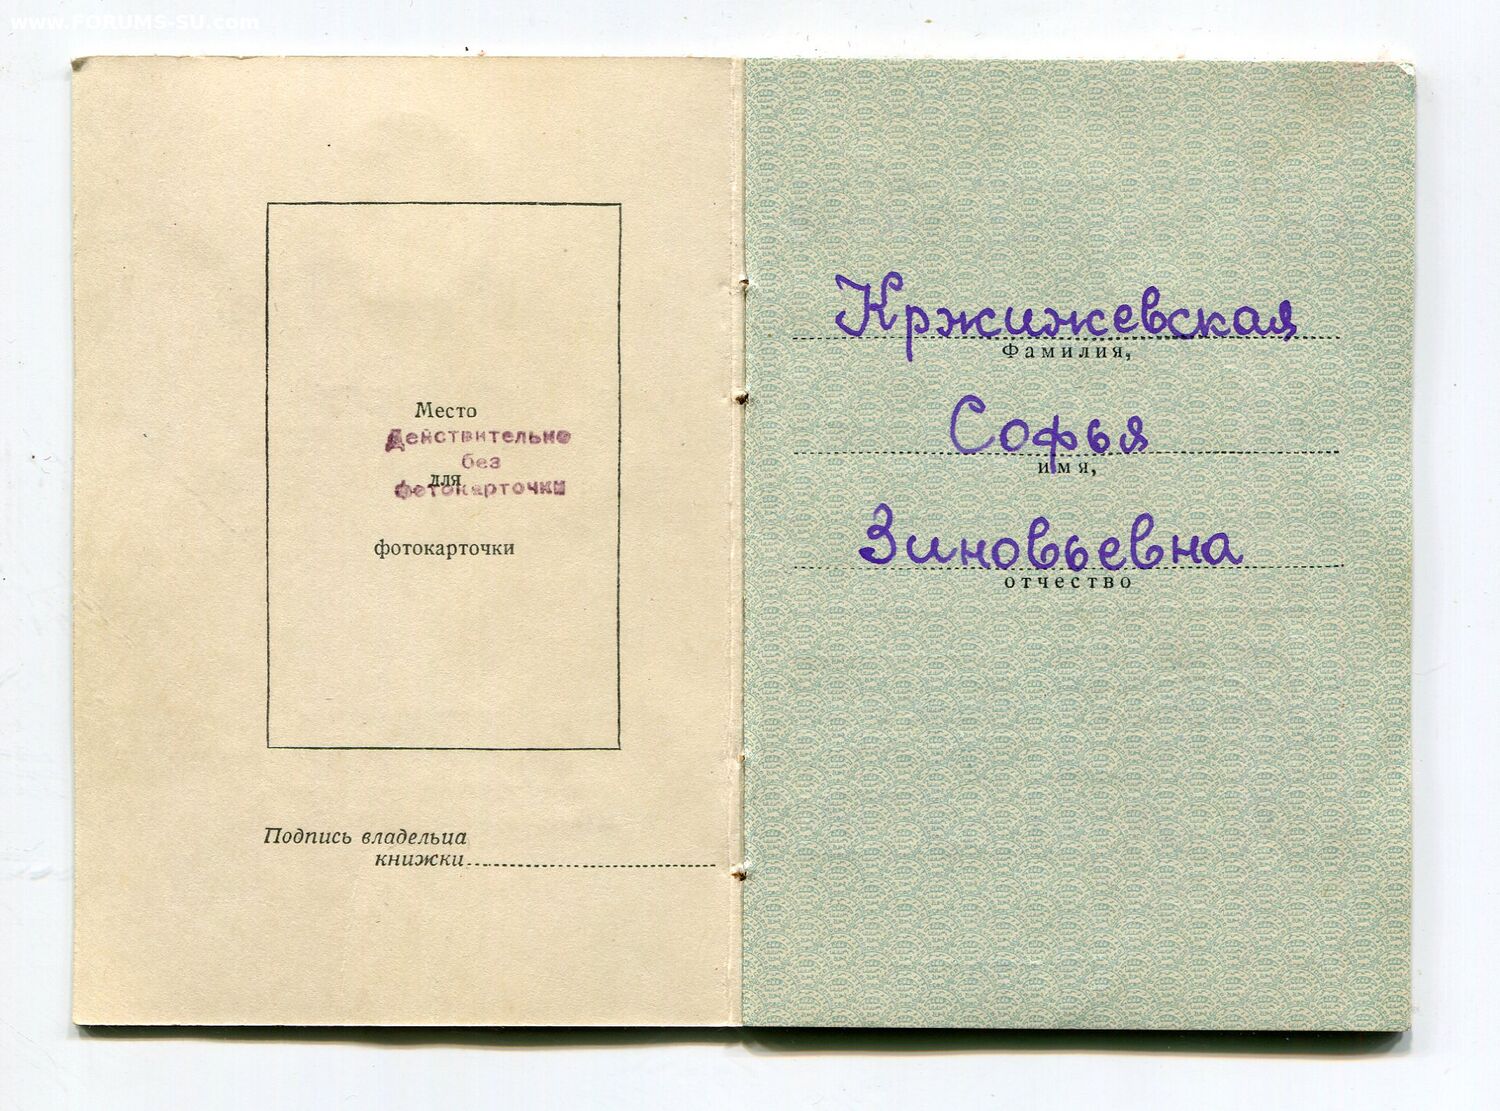 www.FORUMS-SU.com
Место
Действительно
без
для
фотокарточки
фотокарточки
Подпись владельца
книжки
Кржижевская
Фамилия,
Софья
имя,
Зиновьевна
отчество